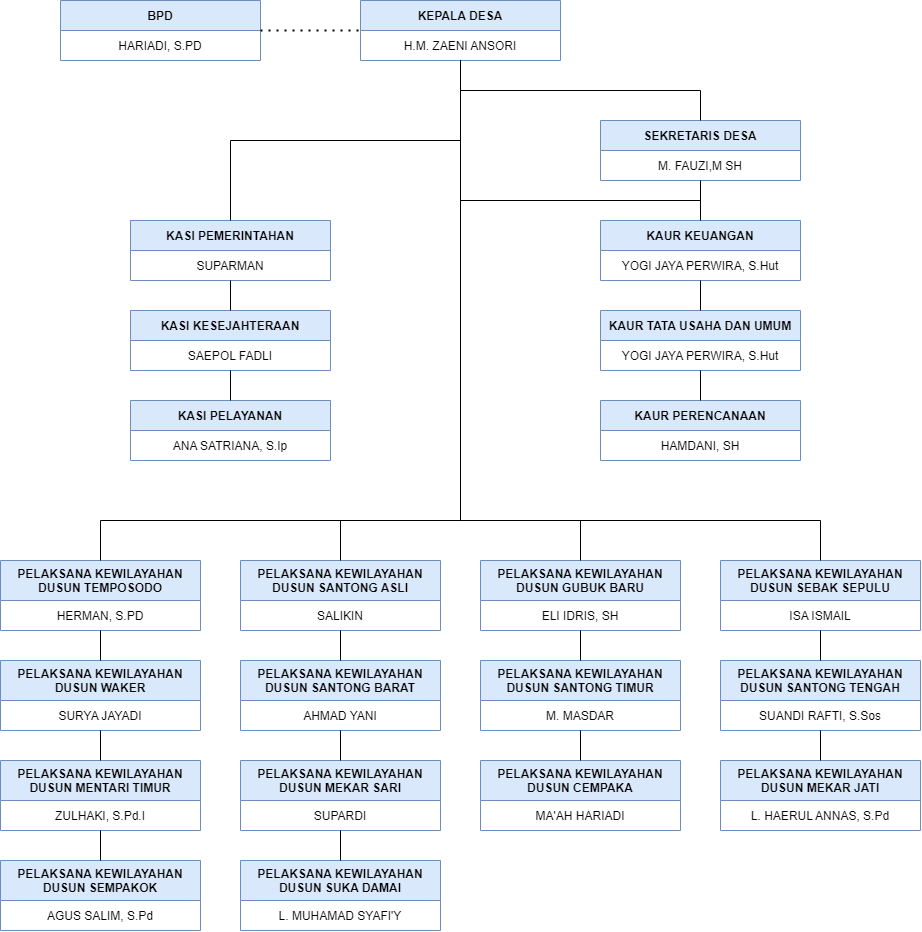 BPD
HARIADI, S.PD
KEPALA DESA
H.M. ZAENI ANSORI
SEKRETARIS DESA
M. FAUZI,M SH
KASI PEMERINTAHAN
SUPARMAN
KASI KESEJAHTERAAN
SAEPOL FADLI
KASI PELAYANAN
ANA SATRIANA, S.Ip
KAUR KEUANGAN
YOGI JAYA PERWIRA, S.Hut
KAUR TATA USAHA DAN UMUM
YOGI JAYA PERWIRA, S.Hut
KAUR PERENCANAAN
HAMDANI, SH
PELAKSANA KEWILAYAHAN
DUSUN TEMPOSODO
HERMAN, S.PD
PELAKSANA KEWILAYAHAN
DUSUN WAKER
SURYA JAYADI
PELAKSANA KEWILAYAHAN
DUSUN MENTARI TIMUR
ZULHAKI, S.Pd.I
PELAKSANA KEWILAYAHAN
DUSUN SEMPAKOK
AGUS SALIM, S.Pd
PELAKSANA KEWILAYAHAN
DUSUN SANTONG ASLI
SALIKIN
PELAKSANA KEWILAYAHAN
DUSUN SANTONG BARAT
AHMAD YANI
PELAKSANA KEWILAYAHAN
DUSUN MEKAR SARI
SUPARDI
PELAKSANA KEWILAYAHAN
DUSUN SUKA DAMAI
L. MUHAMAD SYAFI'Y
PELAKSANA KEWILAYAHAN
DUSUN GUBUK BARU
ELI IDRIS, SH
PELAKSANA KEWILAYAHAN
DUSUN SANTONG TIMUR
M. MASDAR
PELAKSANA KEWILAYAHAN
DUSUN CEMPAKA
MA'AH HARIADI
PELAKSANA KEWILAYAHAN
DUSUN SEBAK SEPULU
ISA ISMAIL
PELAKSANA KEWILAYAHAN
DUSUN SANTONG TENGAH
SUANDI RAFTI, S.Sos
PELAKSANA KEWILAYAHAN
DUSUN MEKAR JATI
L. HAERUL ANNAS, S.Pd